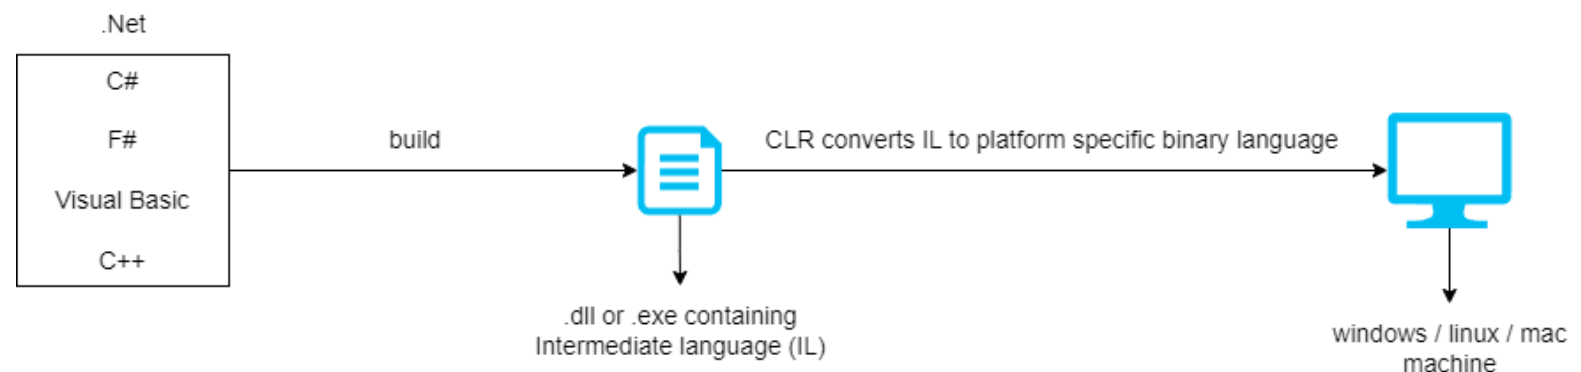 .Net
C#
F#
Visual Basic
C++
build
.dll or .exe containing
Intermediate language (IL)
CLR converts IL to platform specific binary language
windows / linux / mac
machine